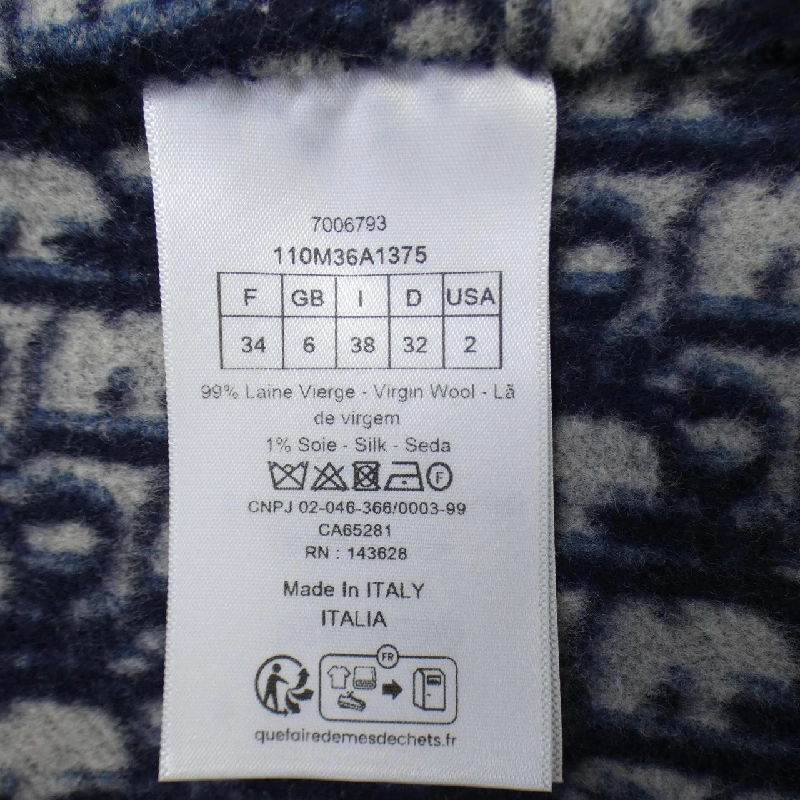 7006793
110M36A1375
F GB I D USA
34 6 38 32 2
99% Laine Vierge - Virgin Wool - Lã
de virgem
1% Soie - Silk - Seda
F
CNPJ 02-046-366/0003-99
CA65281
RN : 143628
Made In ITALY
ITALIA
FR
quefairedemesdechets.fr